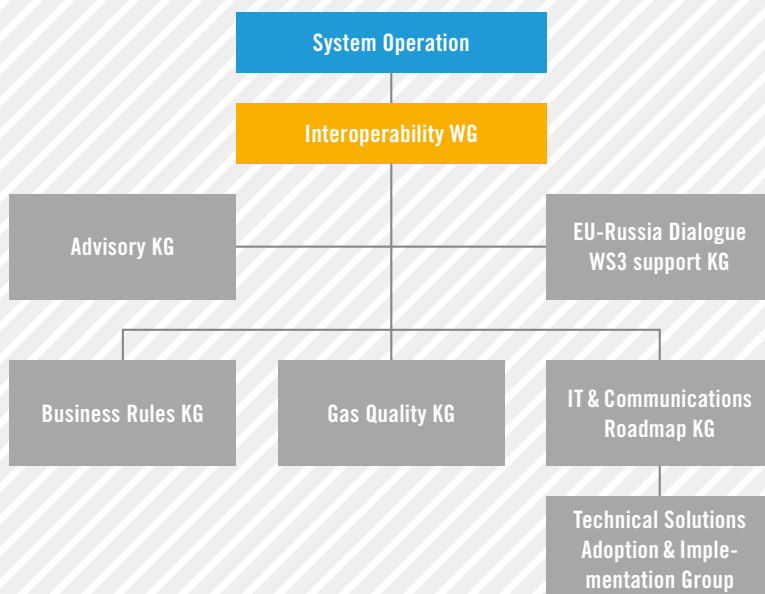 System Operation
Interoperability WG
Advisory KG
EU-Russia Dialogue
WS3 support KG
Business Rules KG
Gas Quality KG
IT & Communications
Roadmap KG
Technical Solutions
Adoption & Imple-
mentation Group